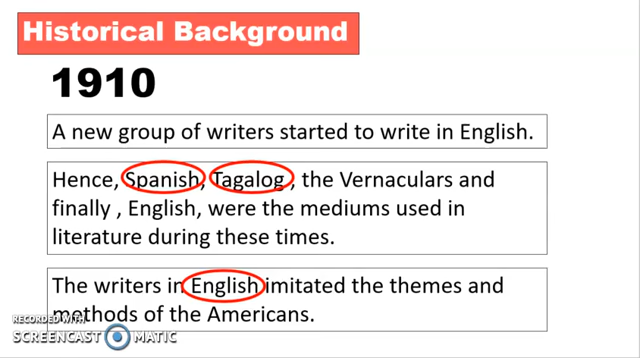 Historical Background
1910
A new group of writers started to write in English.
Hence, Spanish, Tagalog , the Vernaculars and
finally , English, were the mediums used in
literature during these times.
The writers in English imitated the themes and
methods of the Americans.
RECORDED WITH
SCREENCAST MATIC